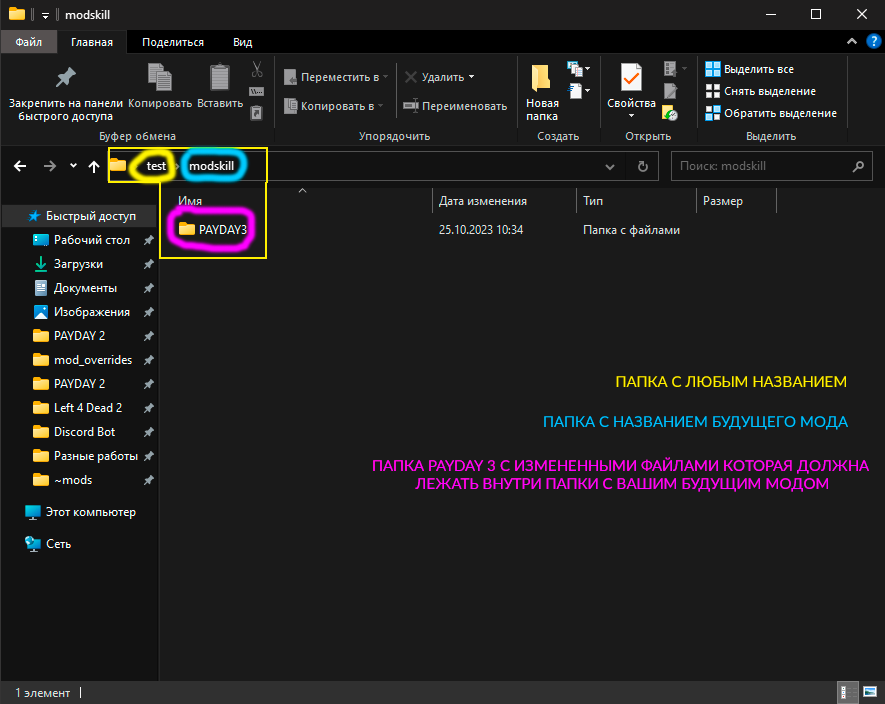 modskill
Файл Главная Поделиться Вид
Закрепить на панели быстрого доступа
Копировать
Вставить
Переместить в
Копировать в
Удалить
Переименовать
Новая папка
Свойства
Выделить все
Снять выделение
Обратить выделение
Буфер обмена Упорядочить Создать Открыть Выделить
test modskill
Поиск: modskill
Имя Дата изменения Тип Размер
PAYDAY3 25.10.2023 10:34 Папка с файлами
Быстрый доступ
Рабочий стол
Загрузки
Документы
Изображения
PAYDAY 2
mod_overrides
PAYDAY 2
Left 4 Dead 2
Discord Bot
Разные работы
~mods
Этот компьютер
Сеть
ПАПКА С ЛЮБЫМ НАЗВАНИЕМ
ПАПКА С НАЗВАНИЕМ БУДУЩЕГО МОДА
ПАПКА PAYDAY 3 С ИЗМЕНЕННЫМИ ФАЙЛАМИ КОТОРАЯ ДОЛЖНА
ЛЕЖАТЬ ВНУТРИ ПАПКИ С ВАШИМ БУДУЩИМ МОДОМ
1 элемент